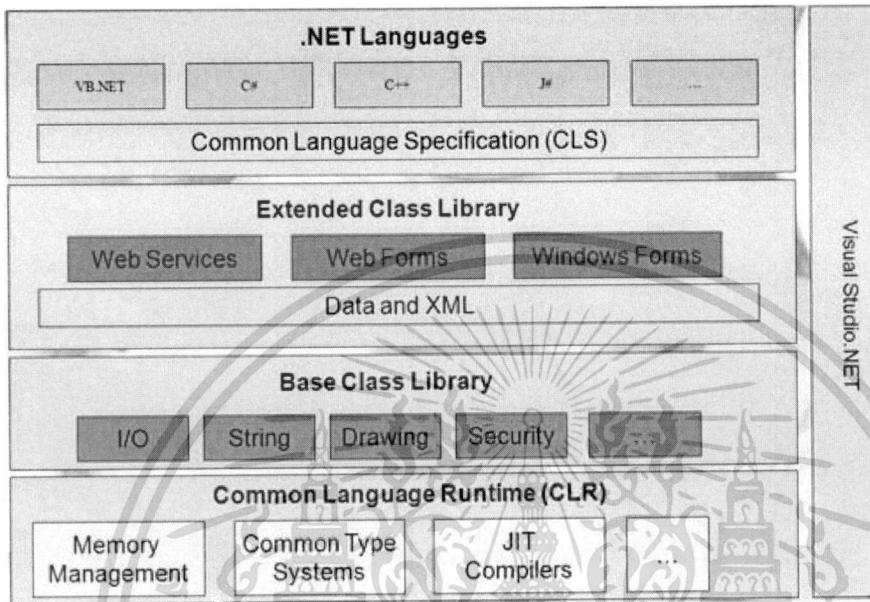 .NET Languages
VB.NET C# C++ J# ...
Common Language Specification (CLS)
Extended Class Library
Web Services Web Forms Windows Forms
Data and XML
Base Class Library
I/O String Drawing Security ...
Common Language Runtime (CLR)
Memory Management Common Type Systems JIT Compilers ...
Visual Studio.NET